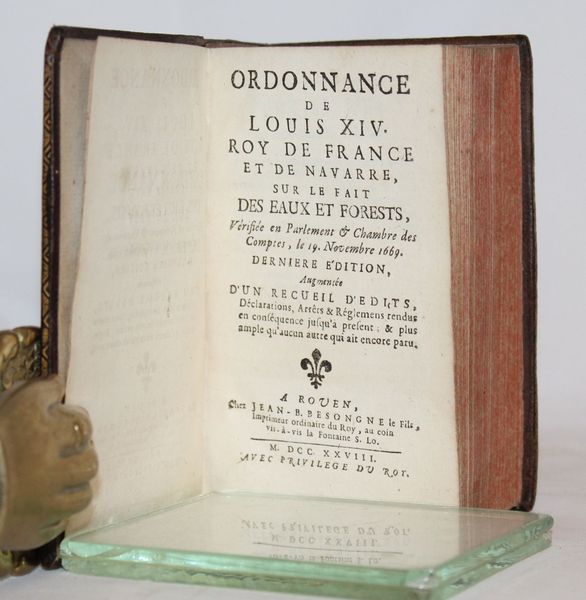 ORDONNANCE
DE
LOUIS XIV.
ROY DE FRANCE
ET DE NAVARRE,
SUR LE FAIT
DES EAUX ET FORESTS,
Vérifiée en Parlement & Chambre des
Comptes, le 19. Novembre 1669.
DERNIERE EDITION,
Augmentée
D'UN RECUEIL D'EDITS,
Déclarations, Arrêts & Réglemens rendus
en conséquence jusqu'à present; & plus
ample qu'aucun autre qui ait encore paru.
A ROUEN,
Chez JEAN-B. BESONGNE le Fils,
Imprimeur ordinaire du Roy, au coin
vis-à-vis la Fontaine S. Lo.
M. DCC. XXVIII.
AVEC PRIVILEGE DU ROY.